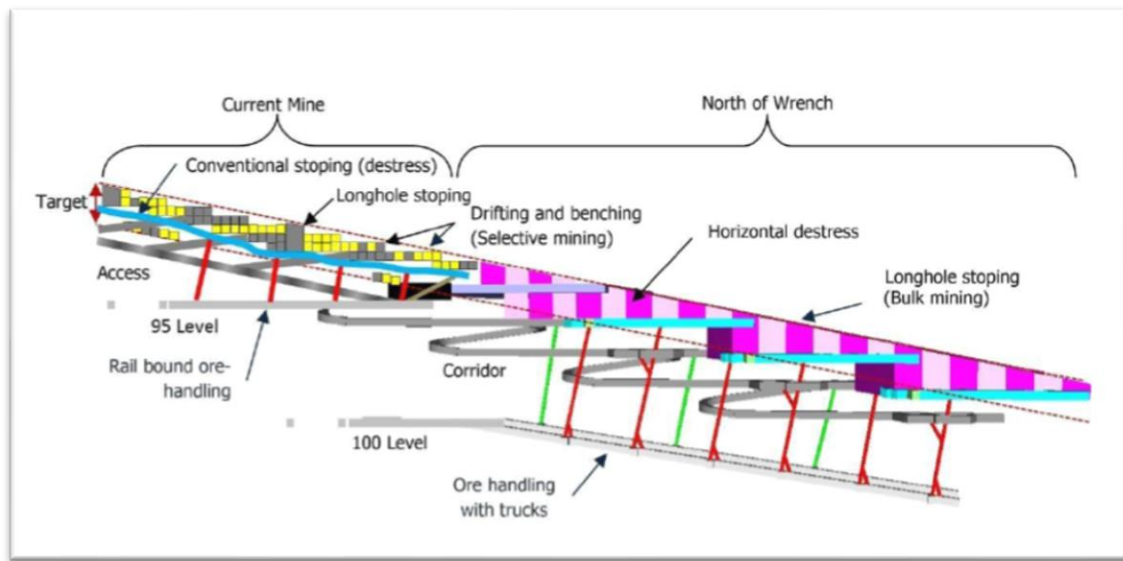 Current Mine
North of Wrench
Conventional stoping (destress)
Longhole stoping
Target
Drifting and benching
(Selective mining)
Horizontal destress
Access
Longhole stoping
(Bulk mining)
95 Level
Rail bound ore-
handling
Corridor
100 Level
Ore handling
with trucks